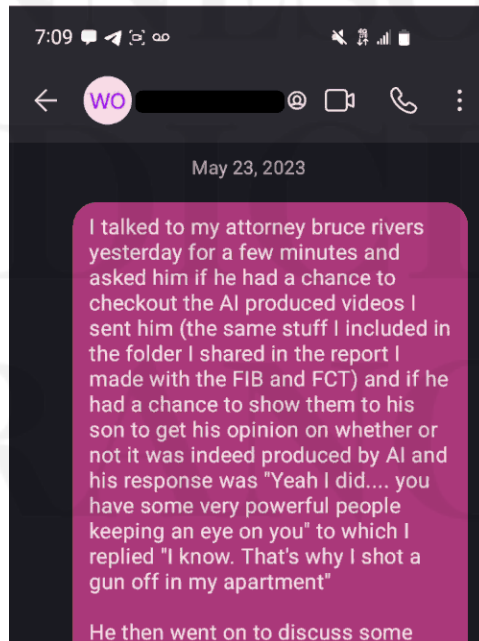 7:09
WO
May 23, 2023
I talked to my attorney bruce rivers
yesterday for a few minutes and
asked him if he had a chance to
checkout the AI produced videos I
sent him (the same stuff I included in
the folder I shared in the report I
made with the FIB and FCT) and if he
had a chance to show them to his
son to get his opinion on whether or
not it was indeed produced by AI and
his response was "Yeah I did.... you
have some very powerful people
keeping an eye on you" to which I
replied "I know. That's why I shot a
gun off in my apartment"
He then went on to discuss some